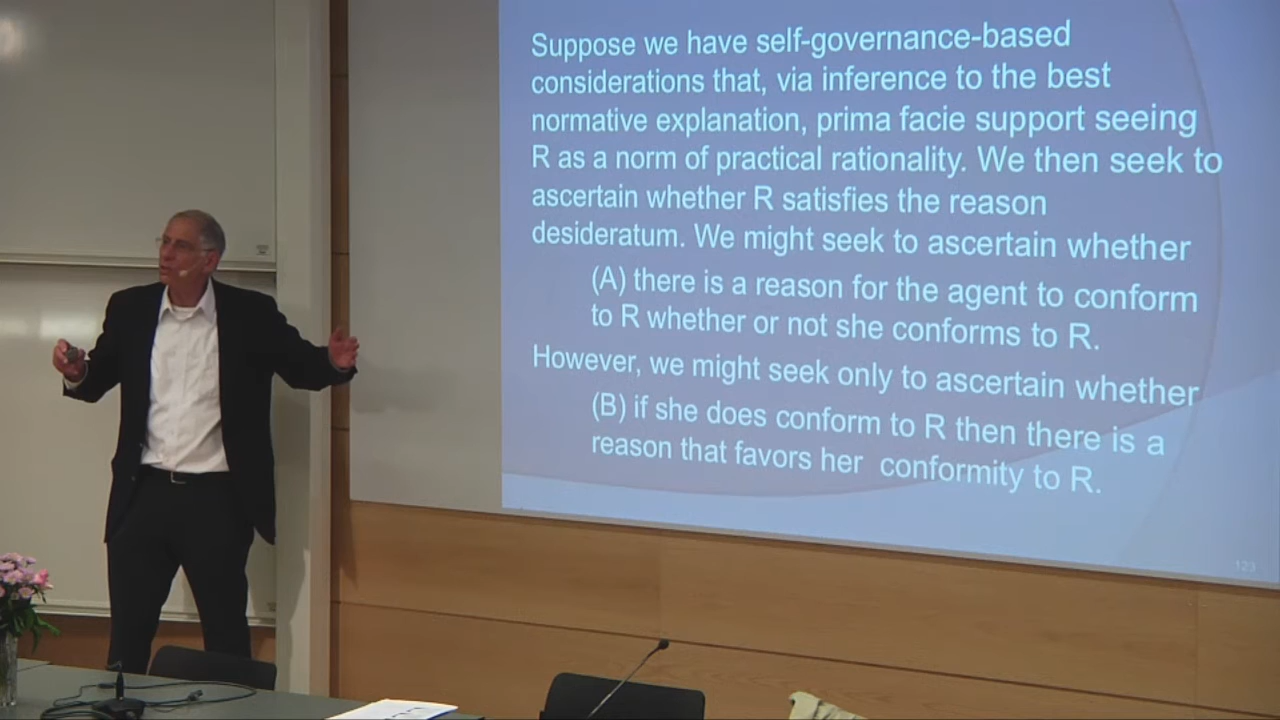 Suppose we have self-governance-based
considerations that, via inference to the best
normative explanation, prima facie support seeing
R as a norm of practical rationality. We then seek to
ascertain whether R satisfies the reason
desideratum. We might seek to ascertain whether
(A) there is a reason for the agent to conform
to R whether or not she conforms to R.
However, we might seek only to ascertain whether
(B) if she does conform to R then there is a
reason that favors her conformity to R.
123